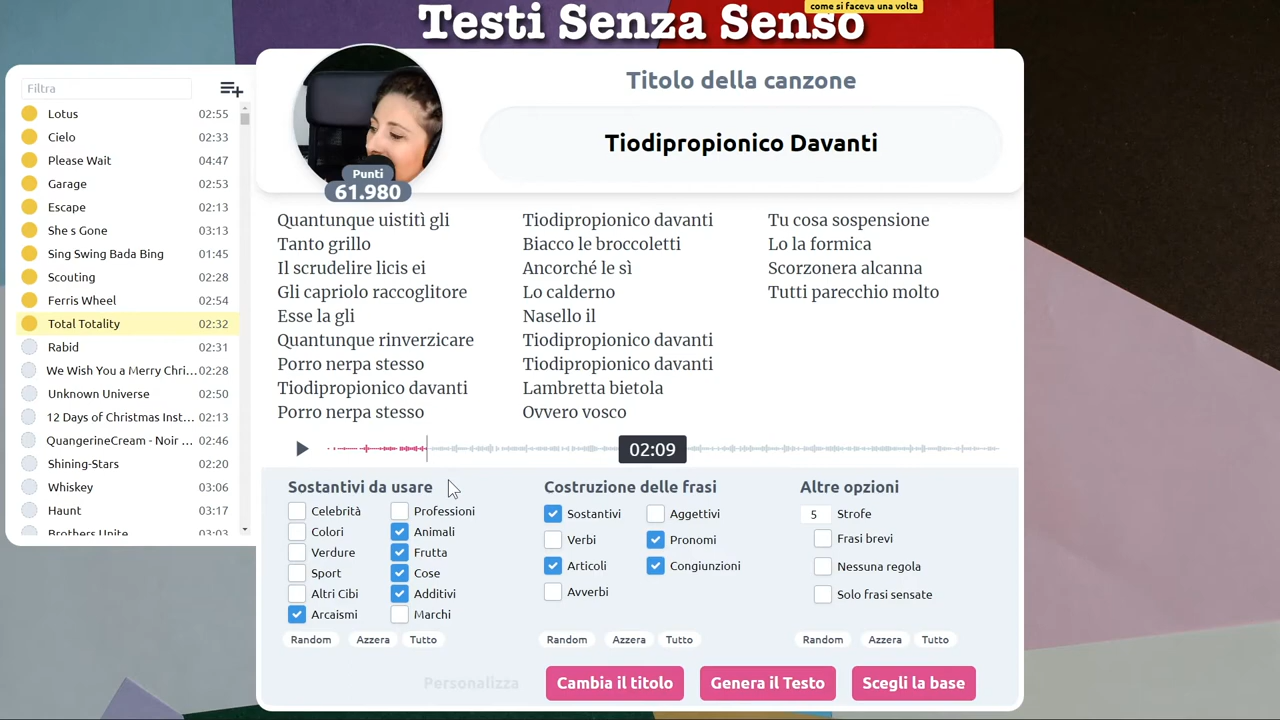 come si faceva una volta
Testi Senza Senso
Filtra
Lotus 02:55
Cielo 02:33
Please Wait 04:47
Garage 02:53
Escape 02:13
She s Gone 03:13
Sing Swing Bada Bing 01:45
Scouting 02:28
Ferris Wheel 02:54
Total Totality 02:32
Rabid 02:31
We Wish You a Merry Chri... 02:28
Unknown Universe 02:50
12 Days of Christmas Inst... 02:13
QuangerineCream - Noir ... 02:46
Shining-Stars 02:20
Whiskey 03:06
Haunt 03:17
Brothers Unite 03:03
Punti
61.980
Titolo della canzone
Tiodipropionico Davanti
Quantunque uistitì gli
Tanto grillo
Il scrudelire licis ei
Gli capriolo raccoglitore
Esse la gli
Quantunque rinverzicare
Porro nerpa stesso
Tiodipropionico davanti
Porro nerpa stesso
Tiodipropionico davanti
Biacco le broccoletti
Ancorché le sì
Lo calderno
Nasello il
Tiodipropionico davanti
Tiodipropionico davanti
Lambretta bietola
Ovvero vosco
Tu cosa sospensione
Lo la formica
Scorzonera alcanna
Tutti parecchio molto
02:09
Sostantivi da usare
Celebrità Professioni
Colori Animali
Verdure Frutta
Sport Cose
Altri Cibi Additivi
Arcaismi Marchi
Random Azzera Tutto
Costruzione delle frasi
Sostantivi Aggettivi
Verbi Pronomi
Articoli Congiunzioni
Avverbi
Random Azzera Tutto
Altre opzioni
5 Strofe
Frasi brevi
Nessuna regola
Solo frasi sensate
Random Azzera Tutto
Personalizza
Cambia il titolo
Genera il Testo
Scegli la base